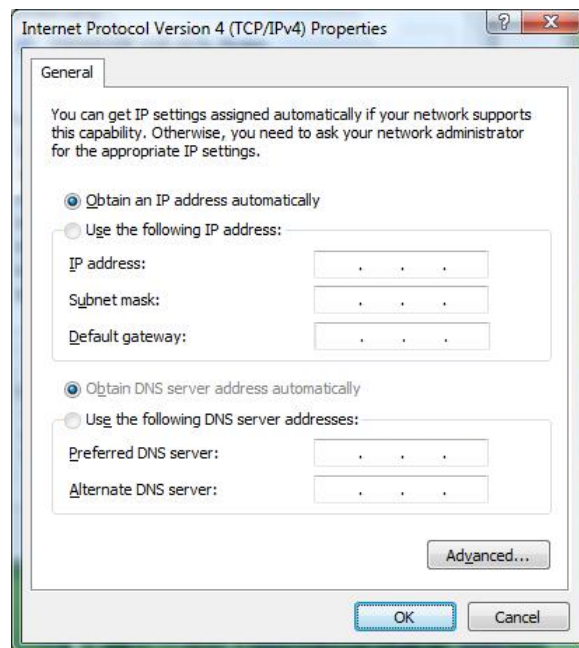 Internet Protocol Version 4 (TCP/IPv4) Properties
?
General
You can get IP settings assigned automatically if your network supports
this capability. Otherwise, you need to ask your network administrator
for the appropriate IP settings.
Obtain an IP address automatically
Use the following IP address:
IP address: . . .
Subnet mask: . . .
Default gateway: . . .
Obtain DNS server address automatically
Use the following DNS server addresses:
Preferred DNS server: . . .
Alternate DNS server: . . .
Advanced...
OK Cancel